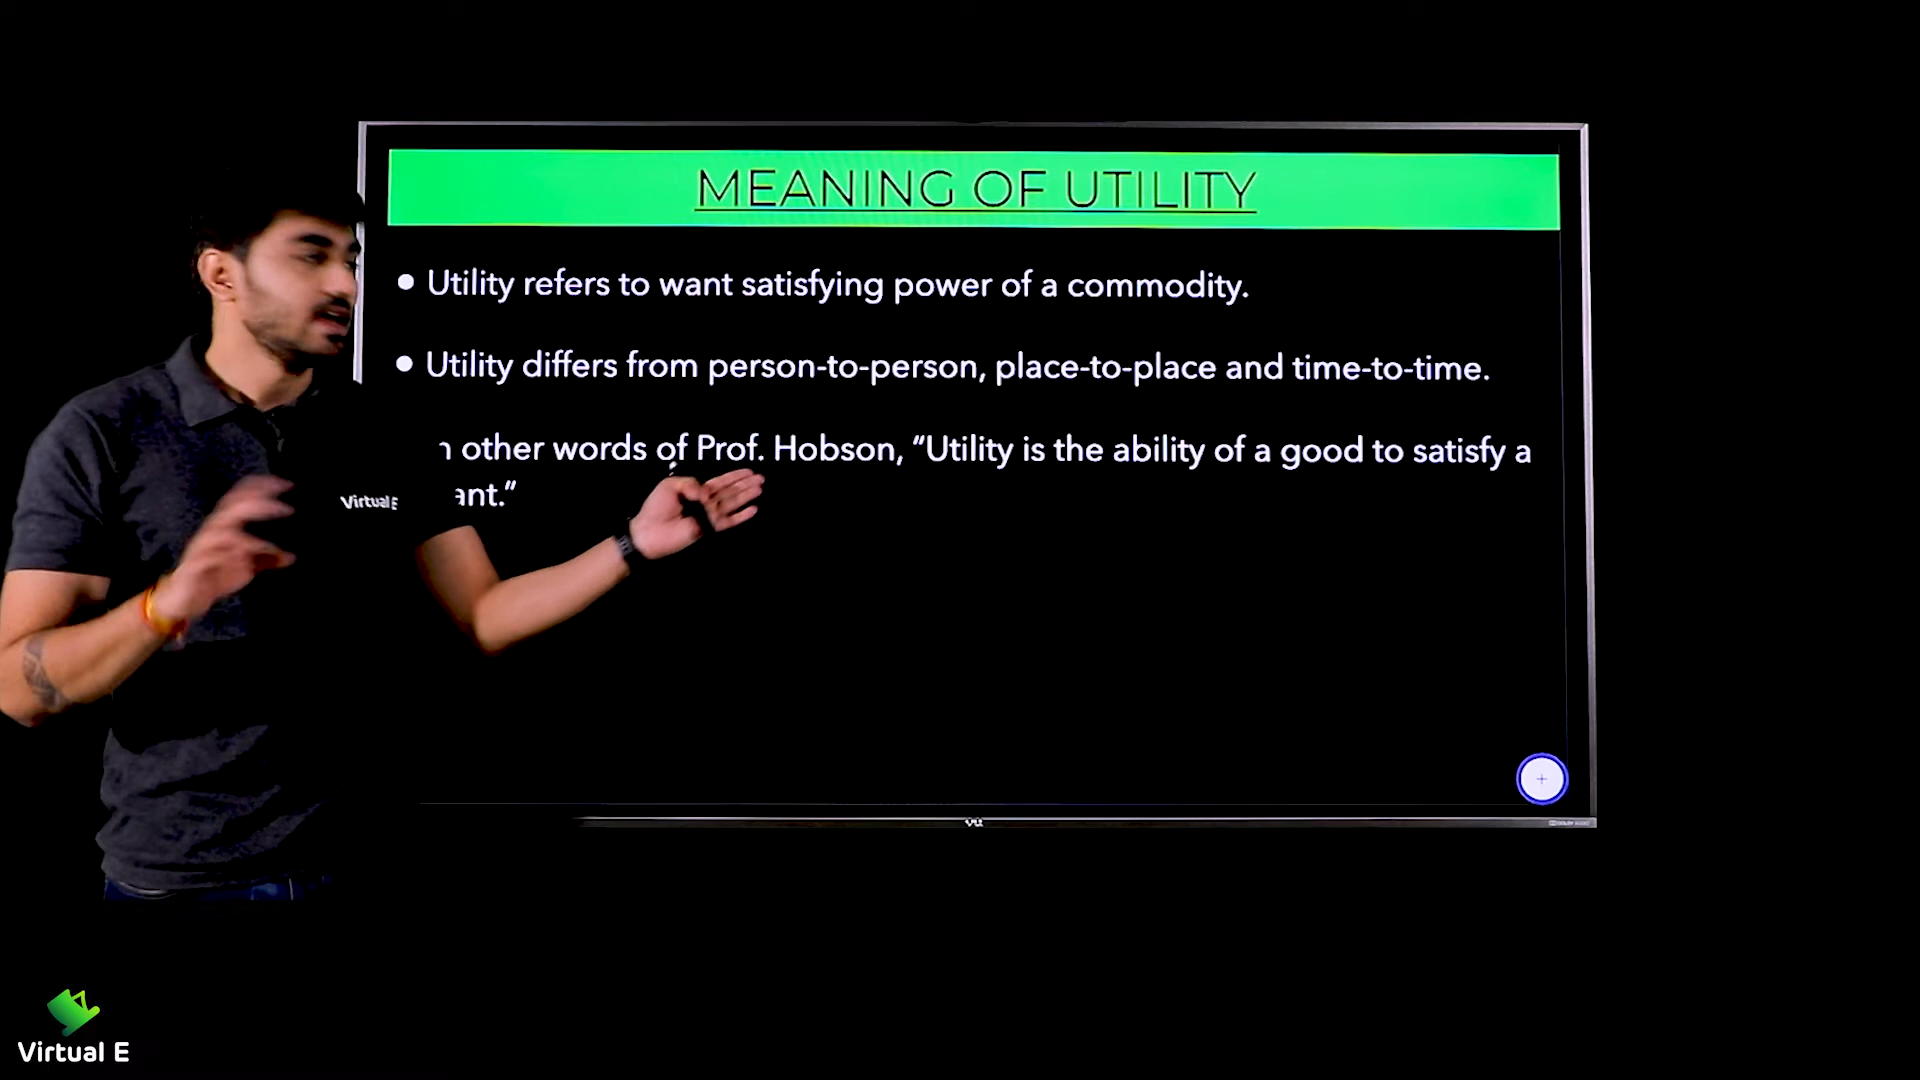 MEANING OF UTILITY
• Utility refers to want satisfying power of a commodity.
• Utility differs from person-to-person, place-to-place and time-to-time.
other words of Prof. Hobson, “Utility is the ability of a good to satisfy a
Virtual E
vu
Virtual E